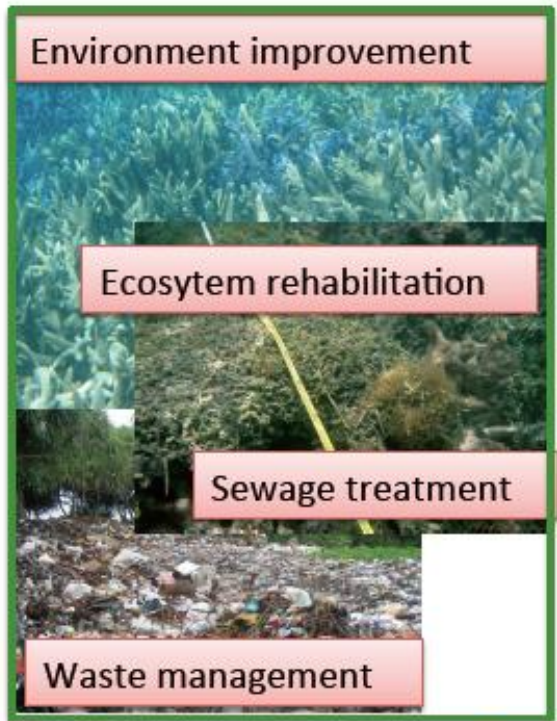 Environment improvement
Ecosytem rehabilitation
Sewage treatment
Waste management